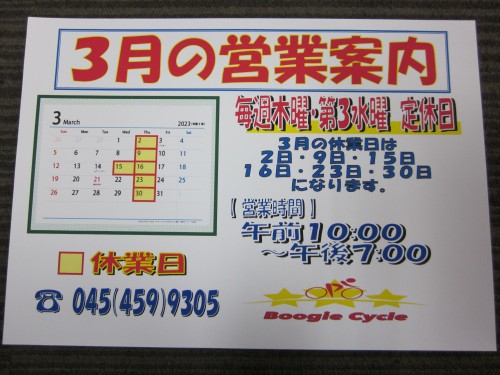 3月の営業案内
3 March
2023
Sun Mon Tue Wed Thu Fri Sat
2 3 4
5 6 7 8 9 10 11
12 13 14 15 16 17 18
19 20 21 22 23 24 25
26 27 28 29 30 31
毎週木曜・第3水曜 定休日
3月の休業日は
2日・9日・15日
16日・23日・30日
になります。
【 営業時間 】
午前10:00
～午後7:00
休業日
☎ 045(459)9305
Boogie Cycle